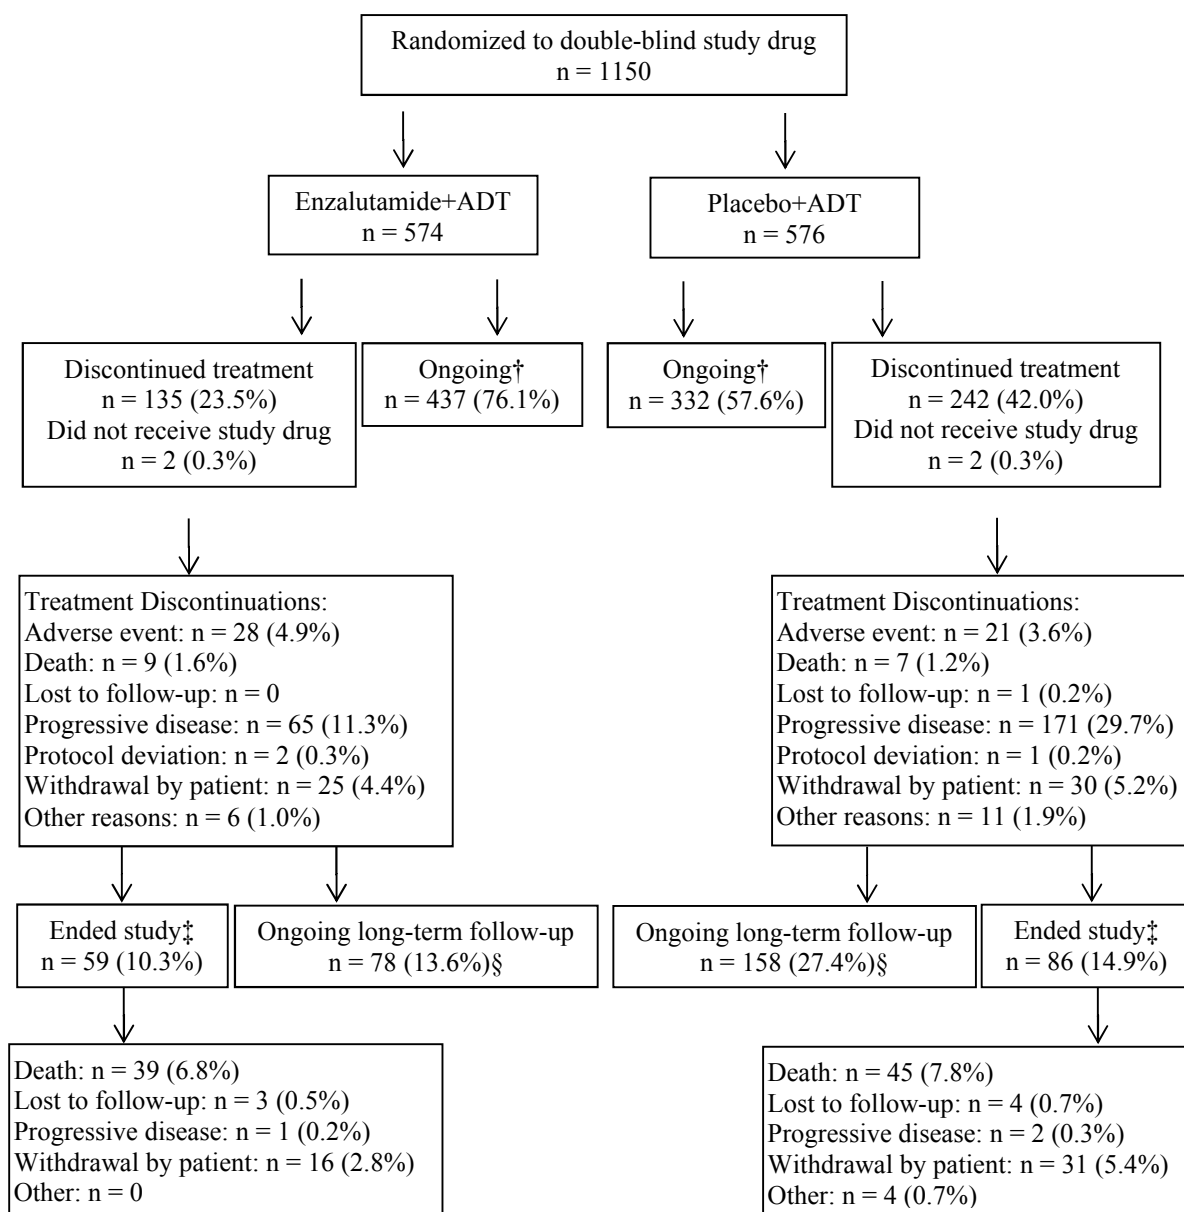 Randomized to double-blind study drug
n = 1150
Enzalutamide+ADT
n = 574
Placebo+ADT
n = 576
Discontinued treatment
n = 135 (23.5%)
Did not receive study drug
n = 2 (0.3%)
Ongoing†
n = 437 (76.1%)
Ongoing†
n = 332 (57.6%)
Discontinued treatment
n = 242 (42.0%)
Did not receive study drug
n = 2 (0.3%)
Treatment Discontinuations:
Adverse event: n = 28 (4.9%)
Death: n = 9 (1.6%)
Lost to follow-up: n = 0
Progressive disease: n = 65 (11.3%)
Protocol deviation: n = 2 (0.3%)
Withdrawal by patient: n = 25 (4.4%)
Other reasons: n = 6 (1.0%)
Treatment Discontinuations:
Adverse event: n = 21 (3.6%)
Death: n = 7 (1.2%)
Lost to follow-up: n = 1 (0.2%)
Progressive disease: n = 171 (29.7%)
Protocol deviation: n = 1 (0.2%)
Withdrawal by patient: n = 30 (5.2%)
Other reasons: n = 11 (1.9%)
Ended study‡
n = 59 (10.3%)
Ongoing long-term follow-up
n = 78 (13.6%)§
Ongoing long-term follow-up
n = 158 (27.4%)§
Ended study‡
n = 86 (14.9%)
Death: n = 39 (6.8%)
Lost to follow-up: n = 3 (0.5%)
Progressive disease: n = 1 (0.2%)
Withdrawal by patient: n = 16 (2.8%)
Other: n = 0
Death: n = 45 (7.8%)
Lost to follow-up: n = 4 (0.7%)
Progressive disease: n = 2 (0.3%)
Withdrawal by patient: n = 31 (5.4%)
Other: n = 4 (0.7%)